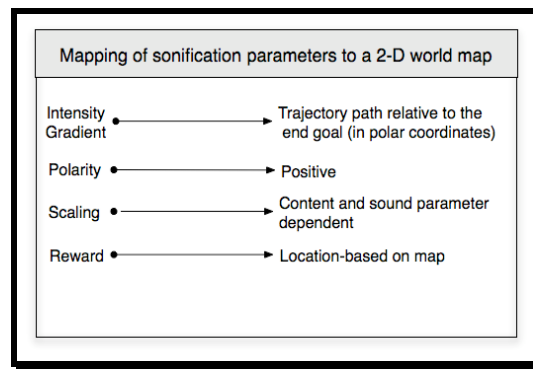 Mapping of sonification parameters to a 2-D world map
Intensity
Gradient
Trajectory path relative to the
end goal (in polar coordinates)
Polarity
Positive
Scaling
Content and sound parameter
dependent
Reward
Location-based on map